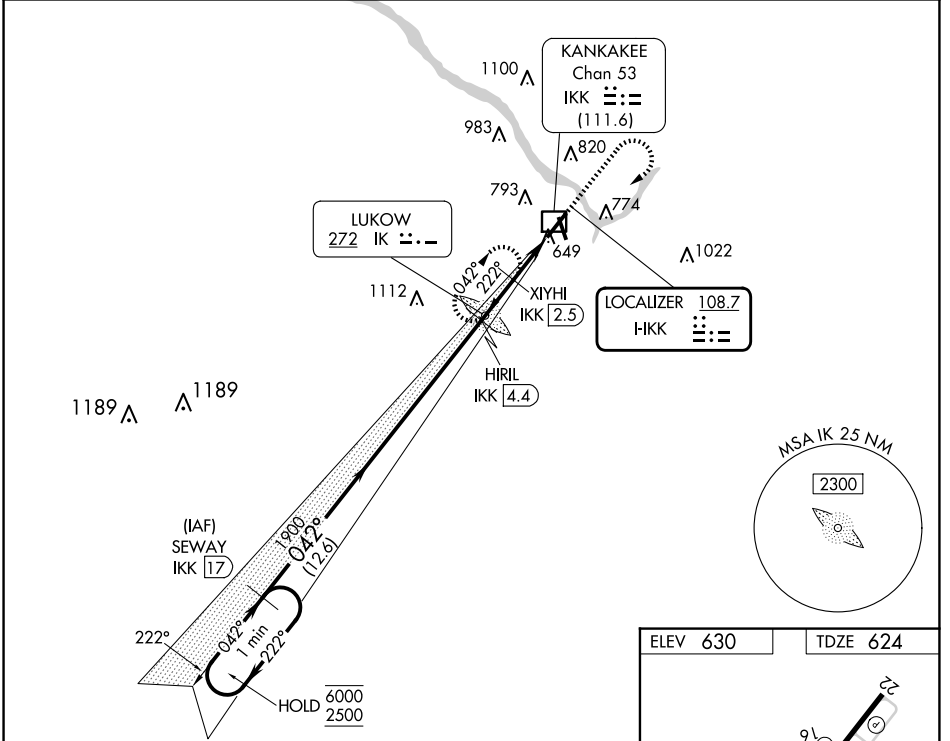 KANKAKEE
Chan 53
IKK
(111.6)
1100
983
820
793
774
LUKOW
272 IK
649
1022
042°
222°
1112
XIYHI
IKK 2.5
LOCALIZER 108.7
I-IKK
HIRIL
IKK 4.4
1189
1189
MSA IK 25 NM
2300
1900
042°
(12.6)
(IAF)
SEWAY
IKK 17
222°
042°
1 min
222°
HOLD 6000
2500
ELEV 630
TDZE 624
22
P